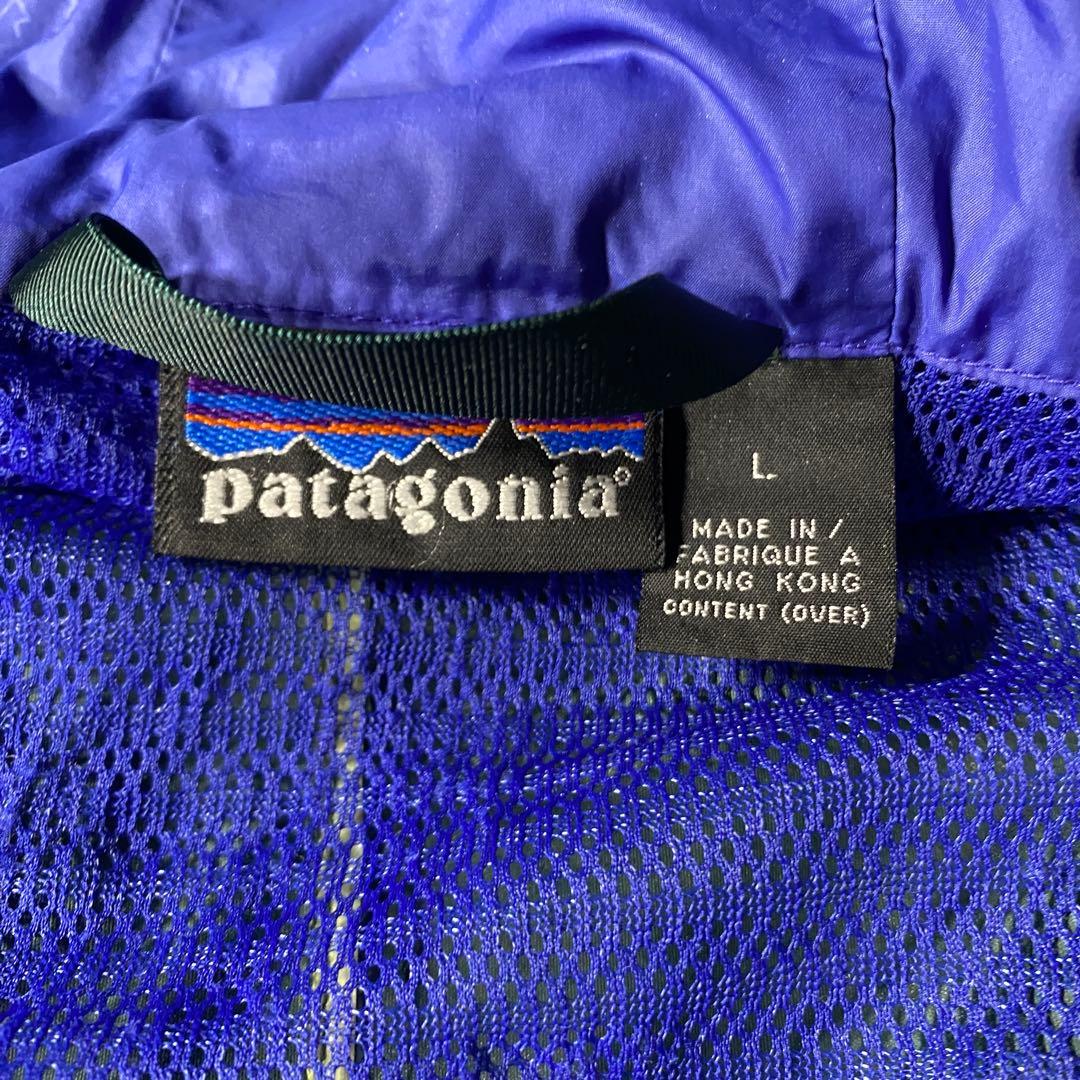 patagonia®
L
MADE IN /
FABRIQUE A
HONG KONG
CONTENT (OVER)